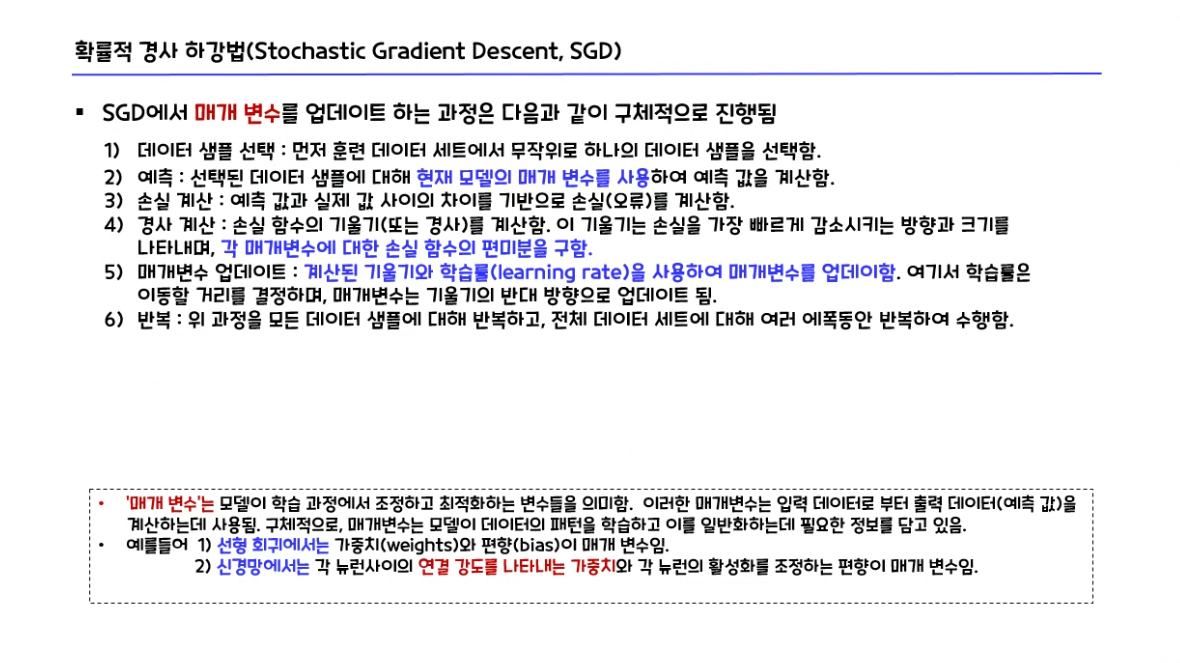 확률적 경사 하강법(Stochastic Gradient Descent, SGD)
▪ SGD에서 매개 변수를 업데이트 하는 과정은 다음과 같이 구체적으로 진행됨
1) 데이터 샘플 선택 : 먼저 훈련 데이터 세트에서 무작위로 하나의 데이터 샘플을 선택함.
2) 예측 : 선택된 데이터 샘플에 대해 현재 모델의 매개 변수를 사용하여 예측 값을 계산함.
3) 손실 계산 : 예측 값과 실제 값 사이의 차이를 기반으로 손실(오류)를 계산함.
4) 경사 계산 : 손실 함수의 기울기(또는 경사)를 계산함. 이 기울기는 손실을 가장 빠르게 감소시키는 방향과 크기를
나타내며, 각 매개변수에 대한 손실 함수의 편미분을 구함.
5) 매개변수 업데이트 : 계산된 기울기와 학습률(learning rate)을 사용하여 매개변수를 업데이함. 여기서 학습률은
이동할 거리를 결정하며, 매개변수는 기울기의 반대 방향으로 업데이트 됨.
6) 반복 : 위 과정을 모든 데이터 샘플에 대해 반복하고, 전체 데이터 세트에 대해 여러 에폭동안 반복하여 수행함.
• '매개 변수'는 모델이 학습 과정에서 조정하고 최적화하는 변수들을 의미함. 이러한 매개변수는 입력 데이터로 부터 출력 데이터(예측 값)을
계산하는데 사용됨. 구체적으로, 매개변수는 모델이 데이터의 패턴을 학습하고 이를 일반화하는데 필요한 정보를 담고 있음.
• 예를들어 1) 선형 회귀에서는 가중치(weights)와 편향(bias)이 매개 변수임.
2) 신경망에서는 각 뉴런사이의 연결 강도를 나타내는 가중치와 각 뉴런의 활성화를 조정하는 편향이 매개 변수임.